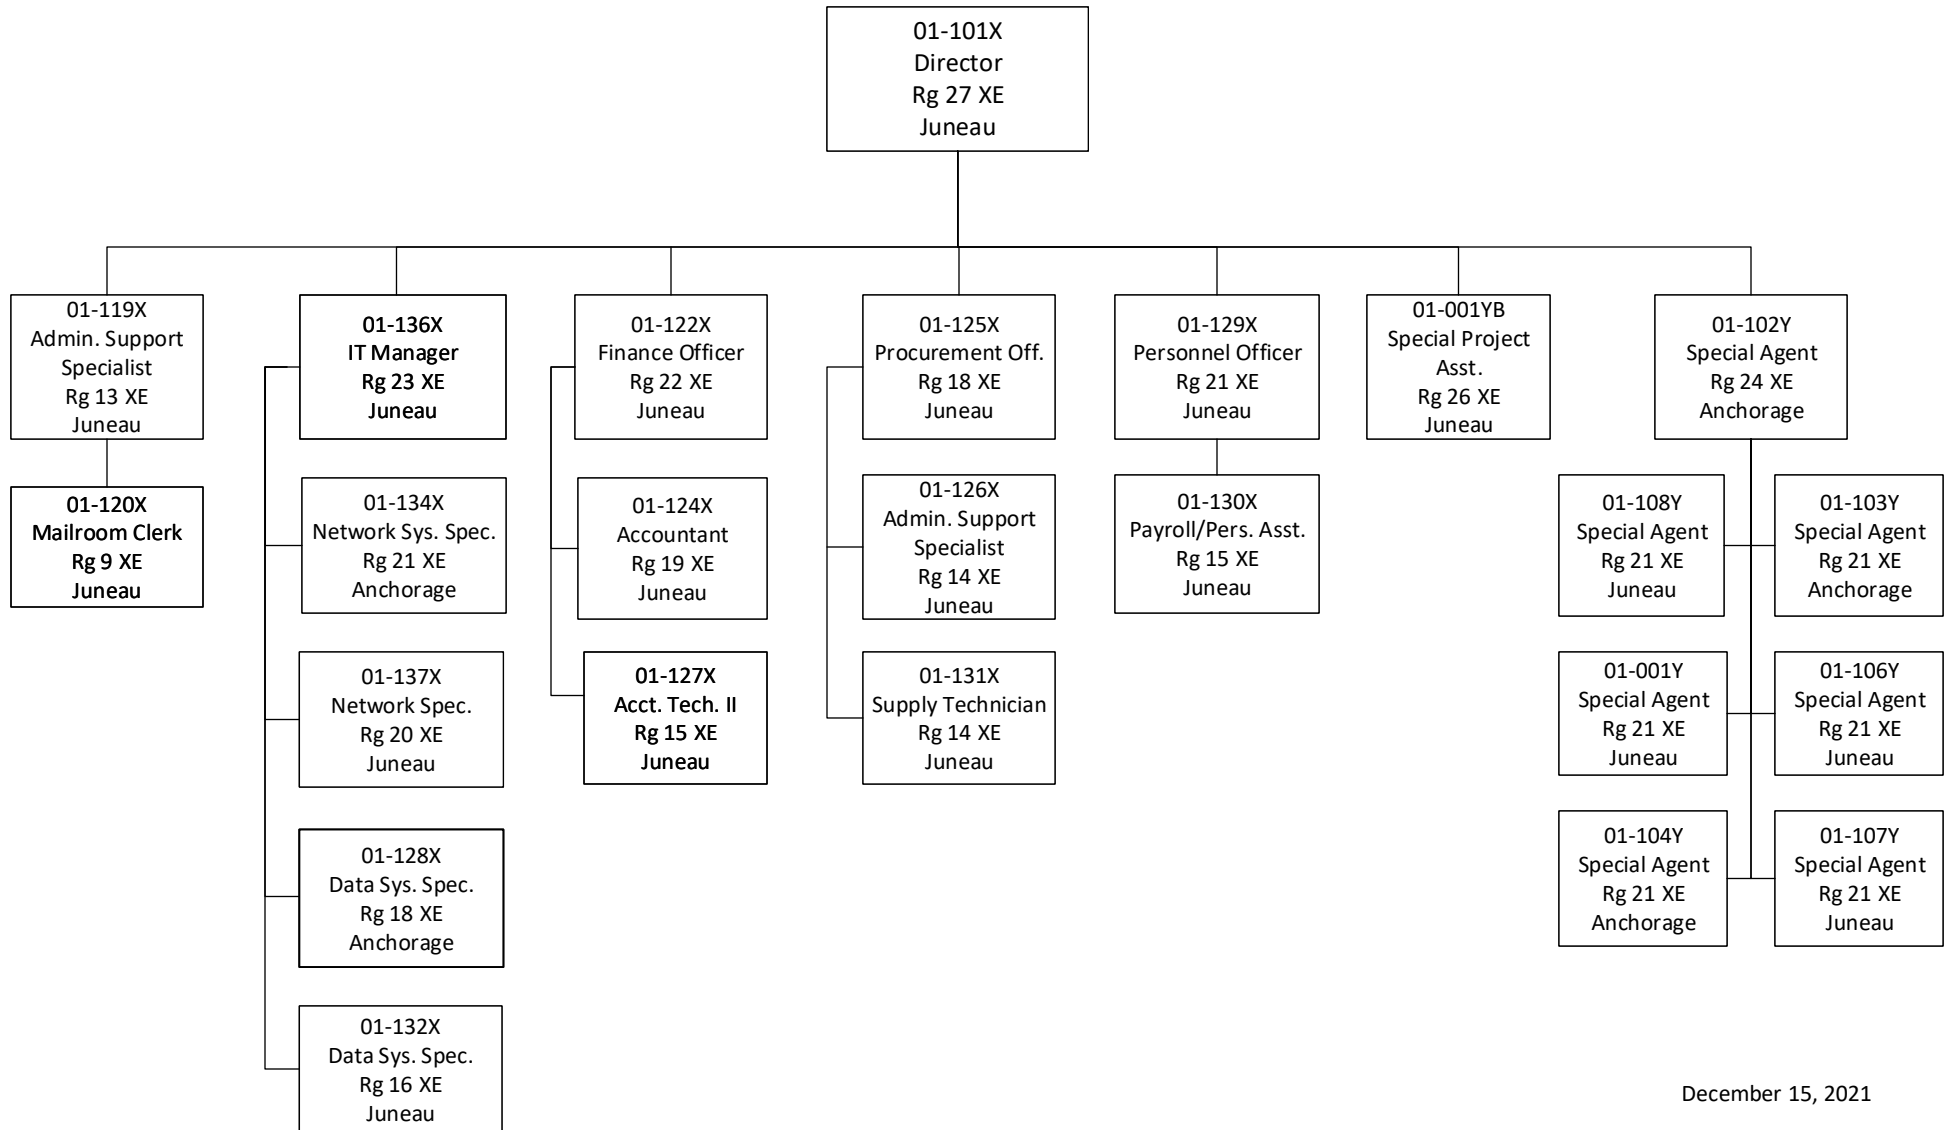 01-101X
Director
Rg 27 XE
Juneau
01-119X
Admin. Support
Specialist
Rg 13 XE
Juneau
01-136X
IT Manager
Rg 23 XE
Juneau
01-122X
Finance Officer
Rg 22 XE
Juneau
01-125X
Procurement Off.
Rg 18 XE
Juneau
01-129X
Personnel Officer
Rg 21 XE
Juneau
01-001YB
Special Project
Asst.
Rg 26 XE
Juneau
01-102Y
Special Agent
Rg 24 XE
Anchorage
01-120X
Mailroom Clerk
Rg 9 XE
Juneau
01-134X
Network Sys. Spec.
Rg 21 XE
Anchorage
01-124X
Accountant
Rg 19 XE
Juneau
01-126X
Admin. Support
Specialist
Rg 14 XE
Juneau
01-130X
Payroll/Pers. Asst.
Rg 15 XE
Juneau
01-108Y
Special Agent
Rg 21 XE
Juneau
01-103Y
Special Agent
Rg 21 XE
Anchorage
01-137X
Network Spec.
Rg 20 XE
Juneau
01-127X
Acct. Tech. II
Rg 15 XE
Juneau
01-131X
Supply Technician
Rg 14 XE
Juneau
01-001Y
Special Agent
Rg 21 XE
Juneau
01-106Y
Special Agent
Rg 21 XE
Juneau
01-128X
Data Sys. Spec.
Rg 18 XE
Anchorage
01-104Y
Special Agent
Rg 21 XE
Anchorage
01-107Y
Special Agent
Rg 21 XE
Juneau
01-132X
Data Sys. Spec.
Rg 16 XE
Juneau
December 15, 2021